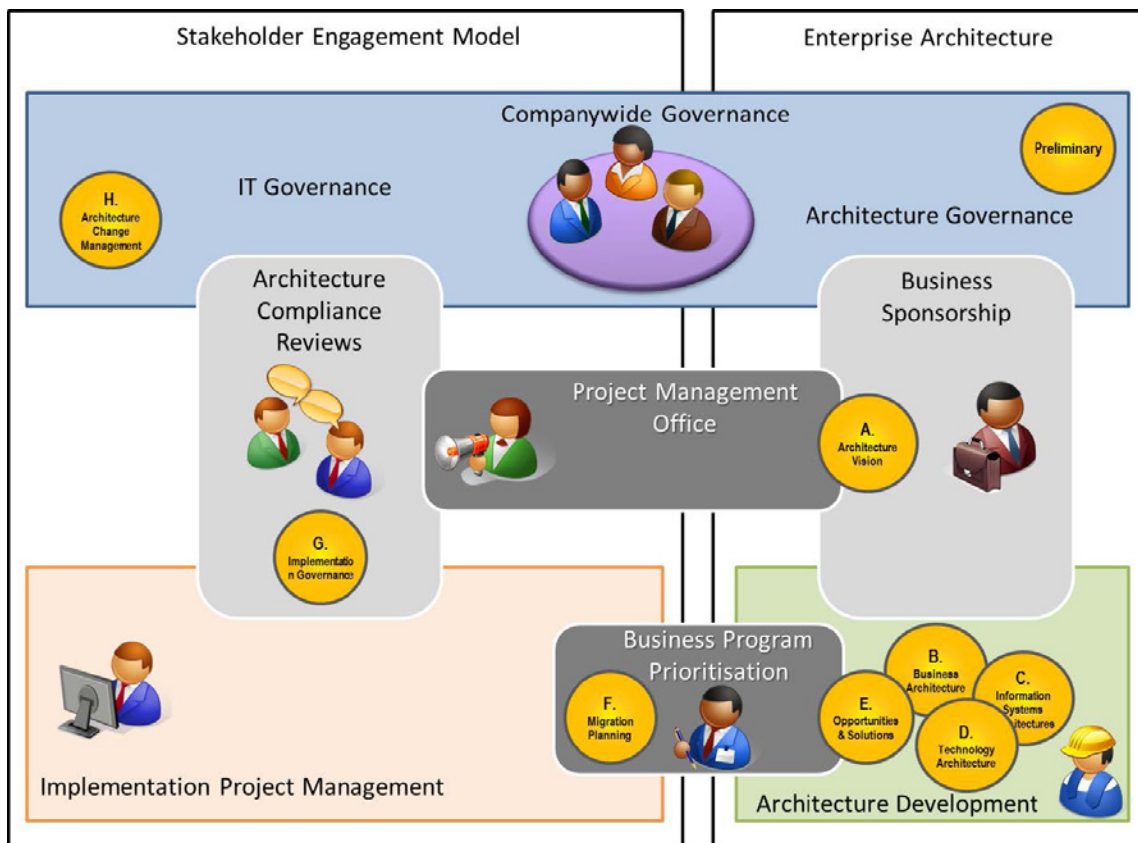 Stakeholder Engagement Model
Enterprise Architecture
Companywide Governance
Preliminary
IT Governance
H.
Architecture
Change
Management
Architecture Governance
Architecture
Compliance
Reviews
Business
Sponsorship
Project Management
Office
A.
Architecture
Vision
G.
Implementatio
n Governance
Business Program
Prioritisation
F.
Migration
Planning
B.
Business
Architecture
C.
Information
Systems
itectures
E.
Opportunities
& Solutions
D.
Technology
Architecture
Implementation Project Management
Architecture Development